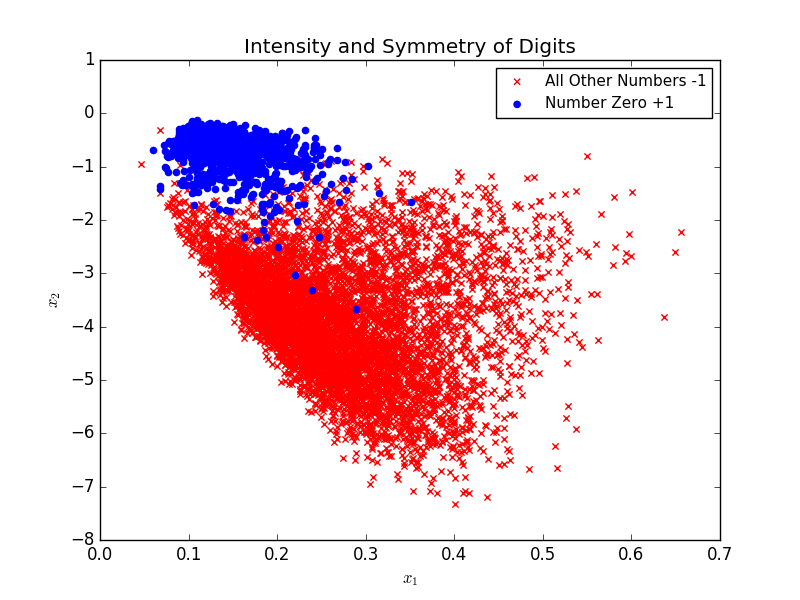 Intensity and Symmetry of Digits
All Other Numbers -1
Number Zero +1
1
0
−1
−2
−3
−4
−5
−6
−7
−8
x₂
0.0 0.1 0.2 0.3 0.4 0.5 0.6 0.7
x₁